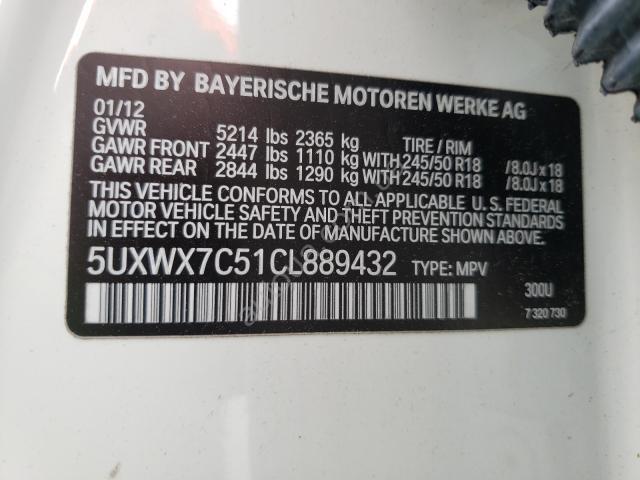 MFD BY BAYERISCHE MOTOREN WERKE AG
01/12
GVWR 5214 lbs 2365 kg TIRE / RIM
GAWR FRONT 2447 lbs 1110 kg WITH 245/50 R18 /8.0J x 18
GAWR REAR 2844 lbs 1290 kg WITH 245/50 R18 /8.0J x 18
THIS VEHICLE CONFORMS TO ALL APPLICABLE U. S. FEDERAL
MOTOR VEHICLE SAFETY AND THEFT PREVENTION STANDARDS
IN EFFECT ON THE DATE OF MANUFACTURE SHOWN ABOVE.
5UXWX7C51CL889432 TYPE: MPV
300U
7 320 730